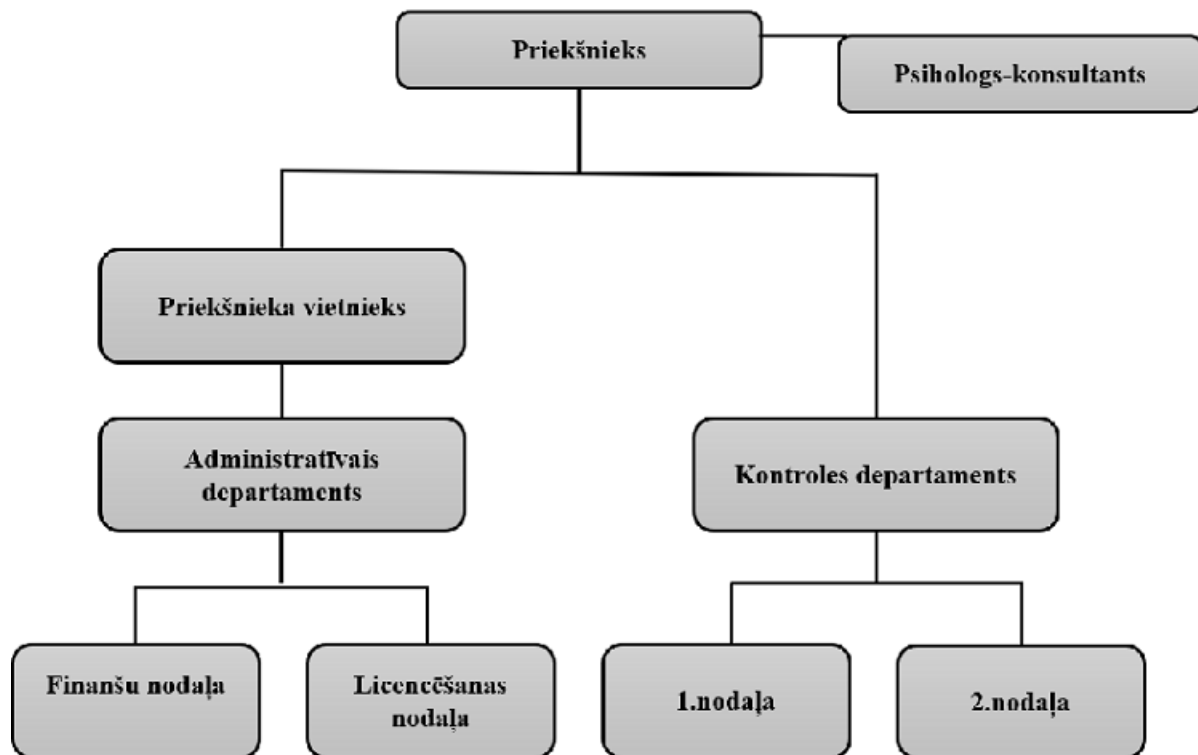 Priekšnieks
Psihologs-konsultants
Priekšnieka vietnieks
Administratīvais
departaments
Kontroles departaments
Finanšu nodaļa
Licencēšanas
nodaļa
1.nodaļa
2.nodaļa